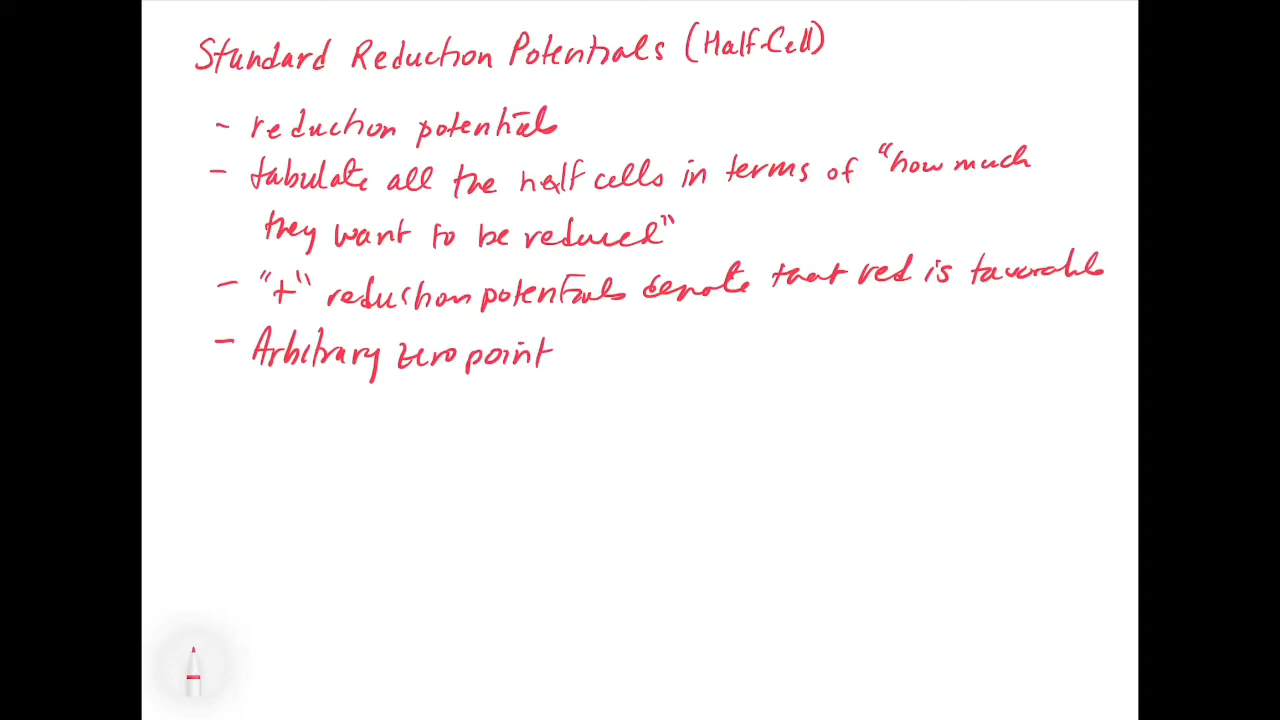 Standard Reduction Potentials (Half-Cell)
- reduction potentials
- tabulate all the half cells in terms of "how much
they want to be reduced"
- "+" reduction potentials denote that red is favorable
- Arbitrary zero point